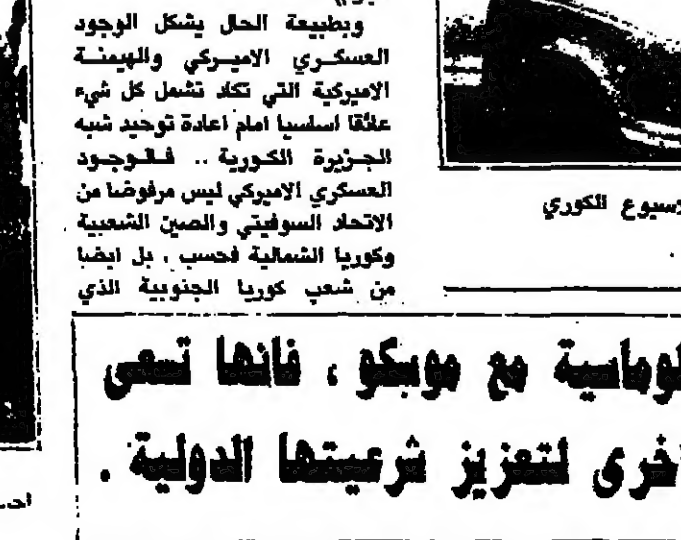 وبطبيعة الحال يشكل الوجود
العسكري الاميركي والهيمنة
الاميركية التي تكاد تشمل كل شيء
عائقا اساسيا امام اعادة توحيد شبه
الجزيرة الكورية .. فالوجود
العسكري الاميركي ليس مرفوضا من
الاتحاد السوفيتي والصين الشعبية
وكوريا الشمالية فحسب ، بل ايضا
من شعب كوريا الجنوبية الذي
لاسبوع الكوري
لوماسية مع موسكو ، فانها تسعى
خرى لتعزيز شرعيتها الدولية .